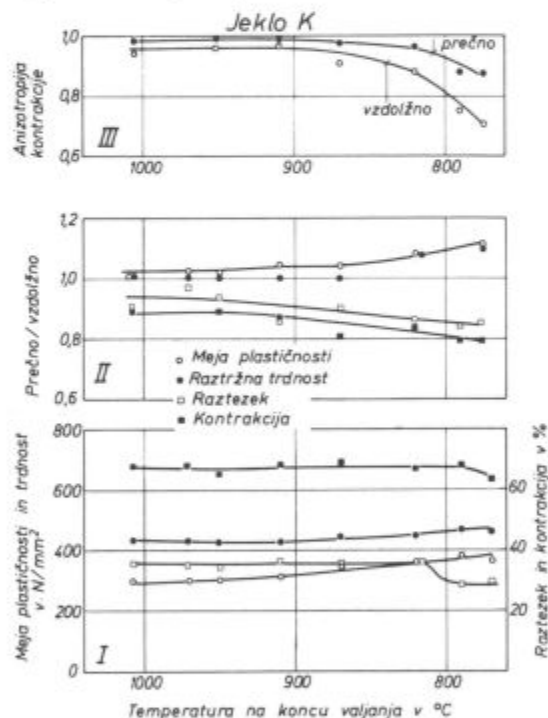 Jeklo K
Anizotropija
kontrakcije
1,0
0,8
0,6
III
prečno
vzdolžno
1000
900
800
Prečno/vzdolžno
1,2
1,0
0,8
0,6
II
Meja plastičnosti
Raztržna trdnost
Raztezek
Kontrakcija
Meja plastičnosti in trdnost
v N/mm²
800
600
400
200
0
I
60
40
20
Raztezek in kontrakcija v %
1000
900
800
Temperatura na koncu valjanja v °C